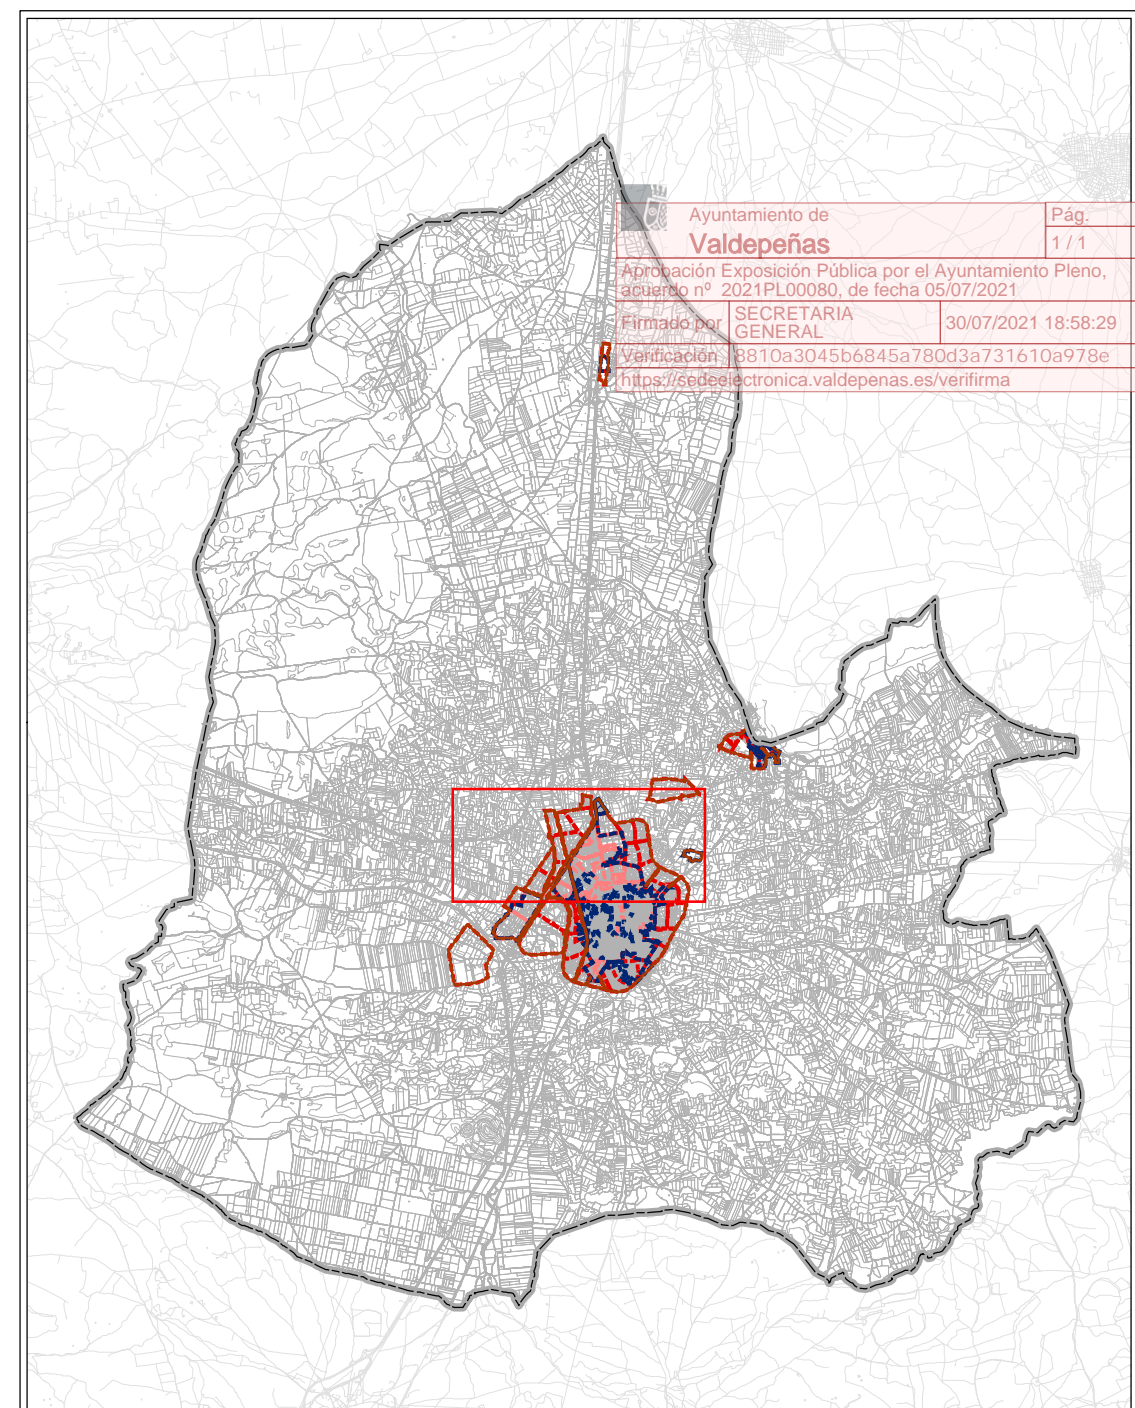 Ayuntamiento de
Valdepeñas
Pág.
1 / 1
Aprobación Exposición Pública por el Ayuntamiento Pleno,
acuerdo nº 2021PL00080, de fecha 05/07/2021
Firmado por
SECRETARIA
GENERAL
30/07/2021 18:58:29
Verificación
8810a3045b6845a780d3a731610a978e
https://sedeelectronica.valdepenas.es/verifirma